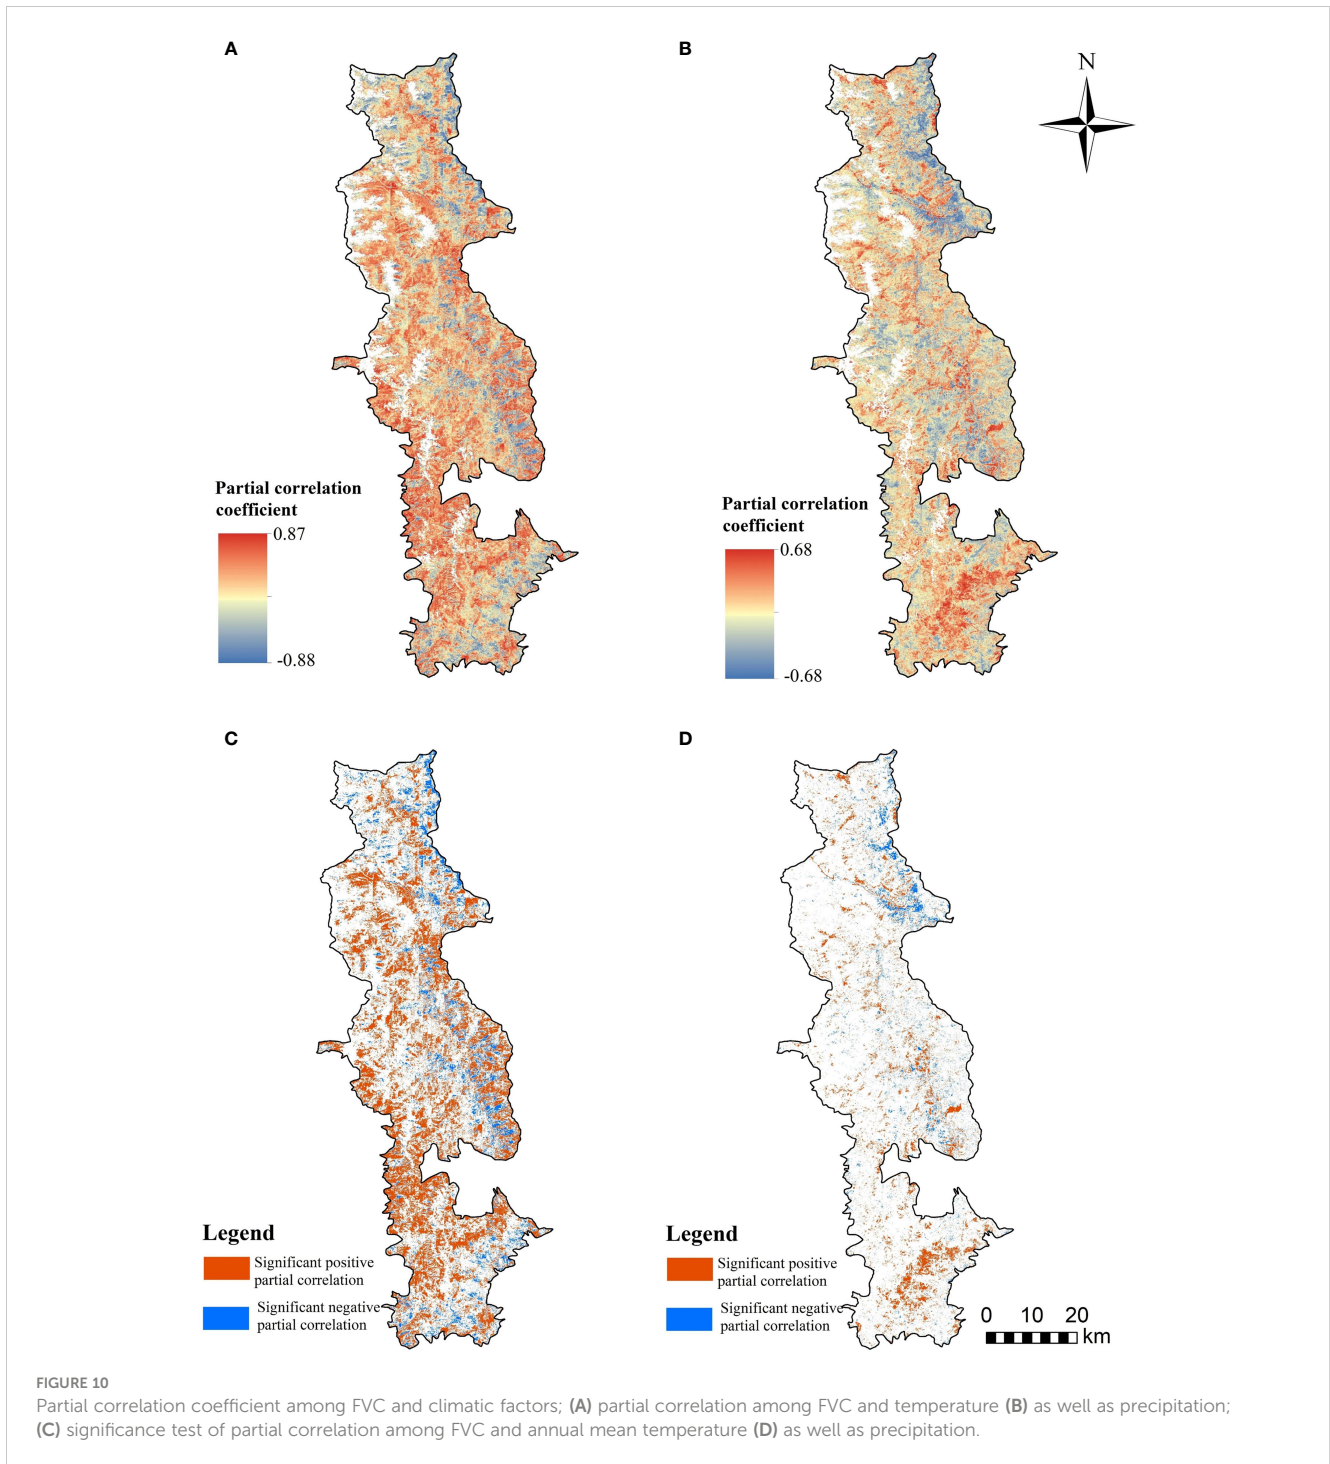 A
B
N
Partial correlation
coefficient
0.87
-0.88
Partial correlation
coefficient
0.68
-0.68
C
D
Legend
Significant positive
partial correlation
Significant negative
partial correlation
Legend
Significant positive
partial correlation
Significant negative
partial correlation
0 10 20
km
FIGURE 10
Partial correlation coefficient among FVC and climatic factors; (A) partial correlation among FVC and temperature (B) as well as precipitation;
(C) significance test of partial correlation among FVC and annual mean temperature (D) as well as precipitation.